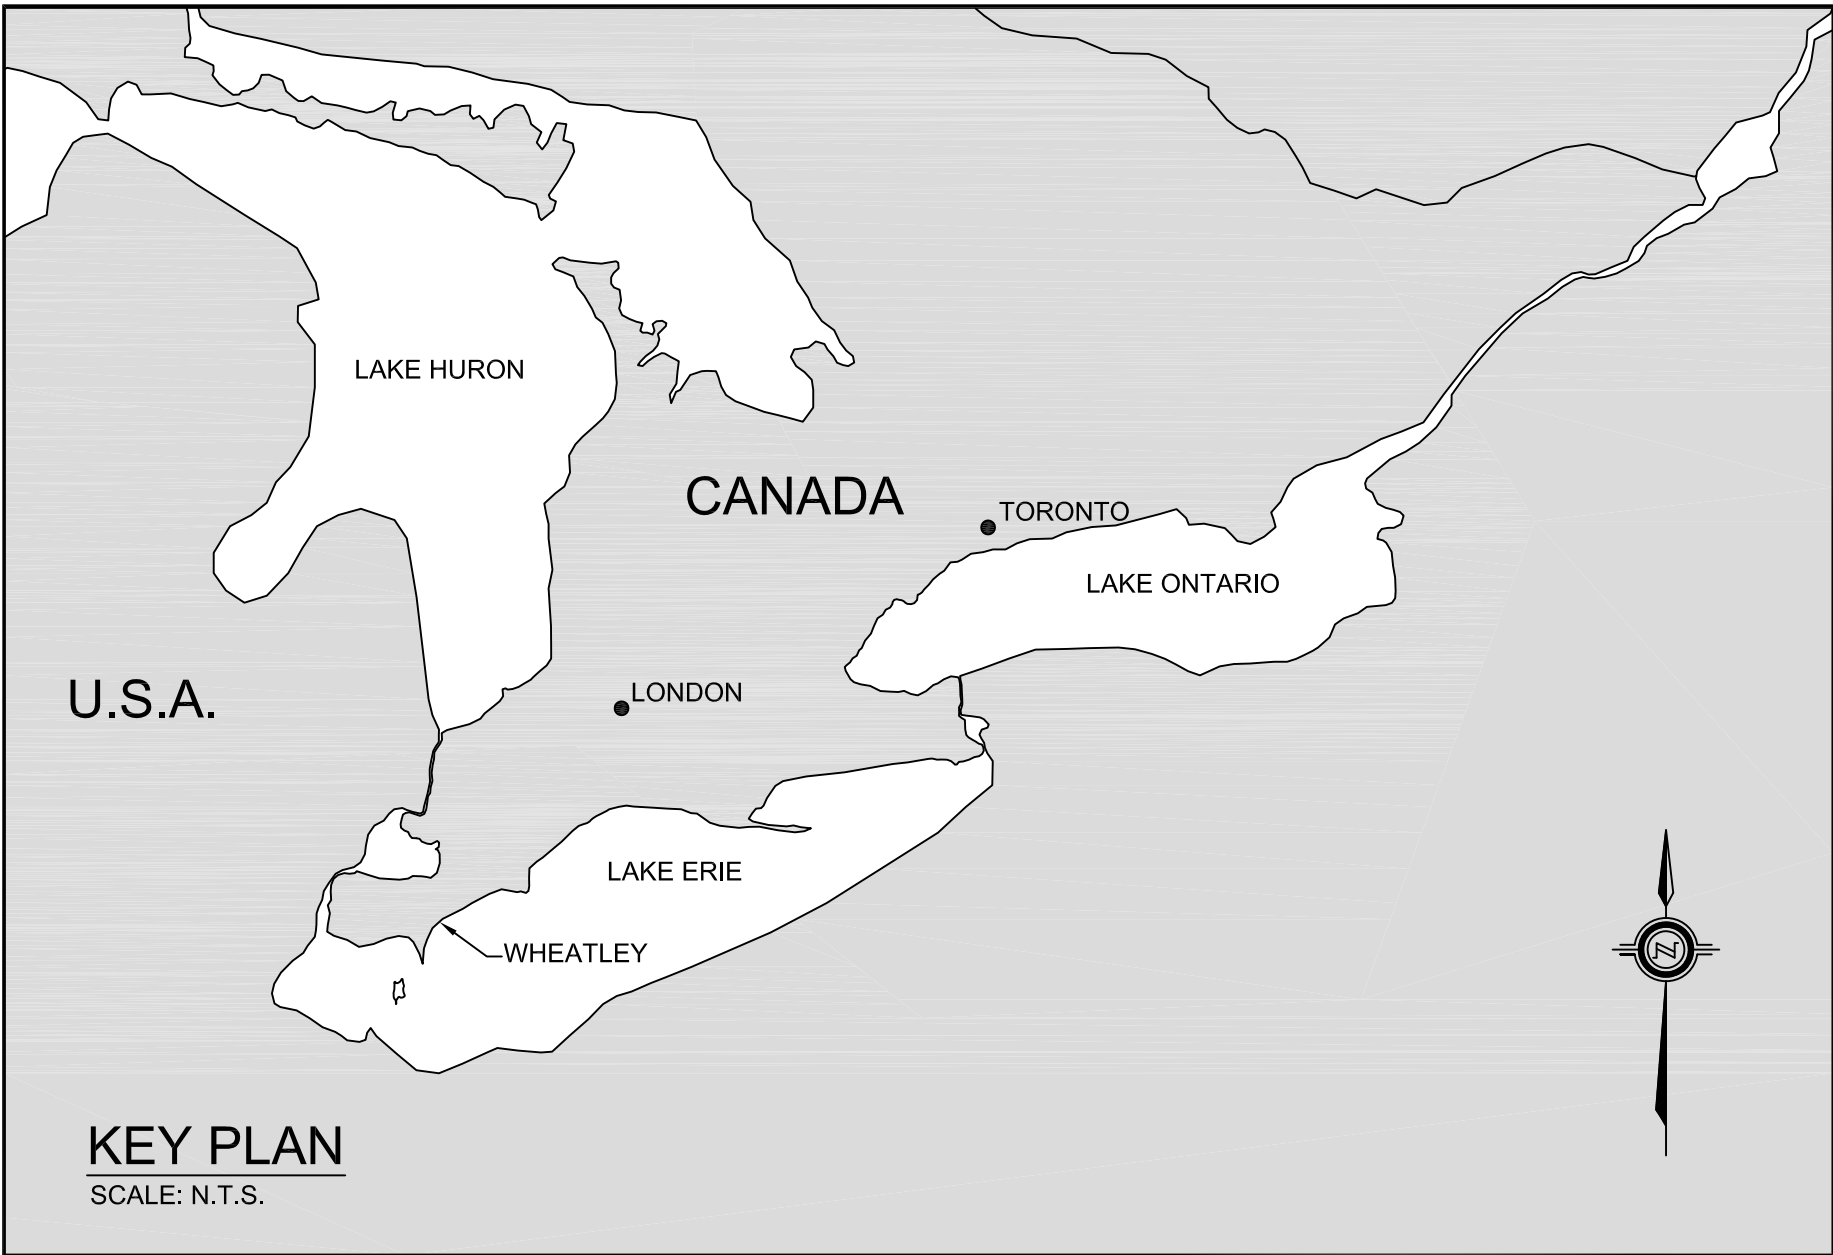 LAKE HURON
CANADA
TORONTO
LAKE ONTARIO
U.S.A.
LONDON
LAKE ERIE
WHEATLEY
N
KEY PLAN
SCALE: N.T.S.